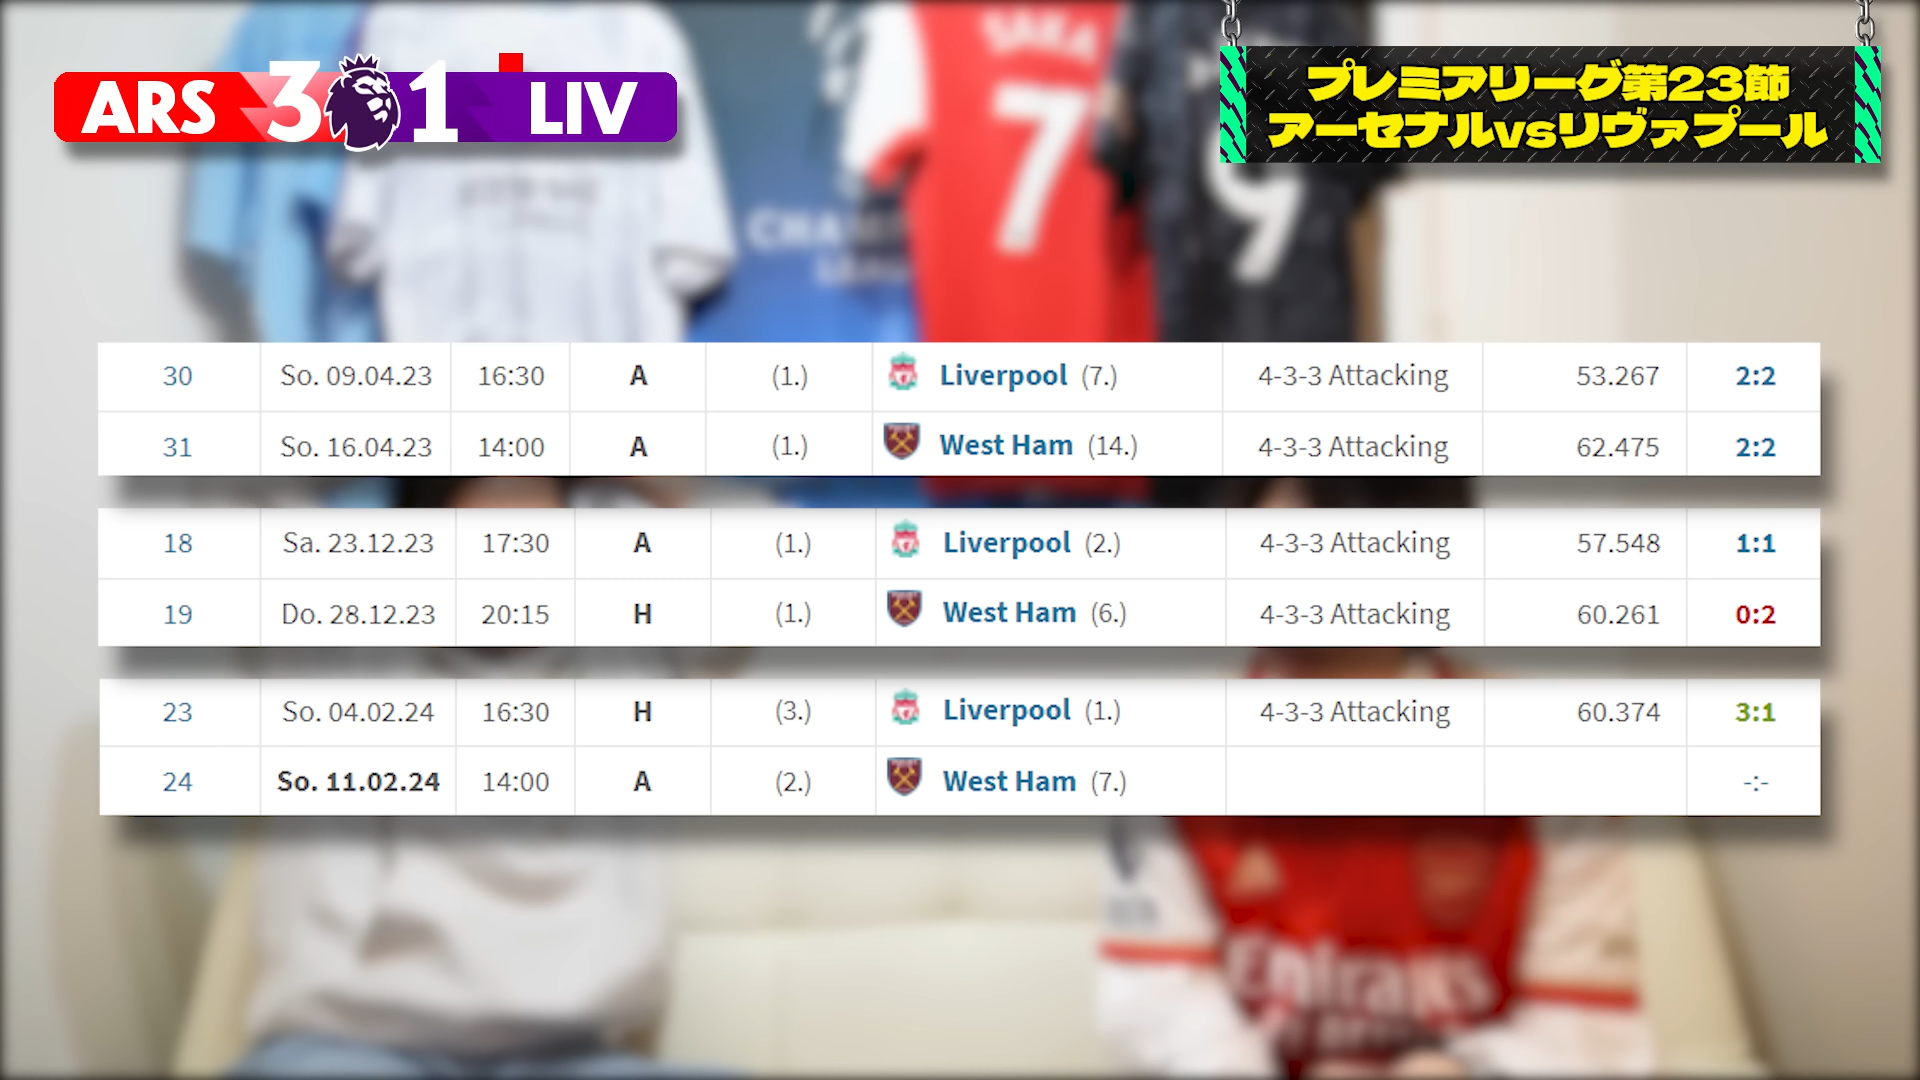 ARS 3 1 LIV
プレミアリーグ第23節
アーセナルvsリヴァプール
SAKA
7
9
30 So. 09.04.23 16:30 A (1.) Liverpool (7.) 4-3-3 Attacking 53.267 2:2
31 So. 16.04.23 14:00 A (1.) West Ham (14.) 4-3-3 Attacking 62.475 2:2
18 Sa. 23.12.23 17:30 A (1.) Liverpool (2.) 4-3-3 Attacking 57.548 1:1
19 Do. 28.12.23 20:15 H (1.) West Ham (6.) 4-3-3 Attacking 60.261 0:2
23 So. 04.02.24 16:30 H (3.) Liverpool (1.) 4-3-3 Attacking 60.374 3:1
24 So. 11.02.24 14:00 A (2.) West Ham (7.) -:-
Emirates